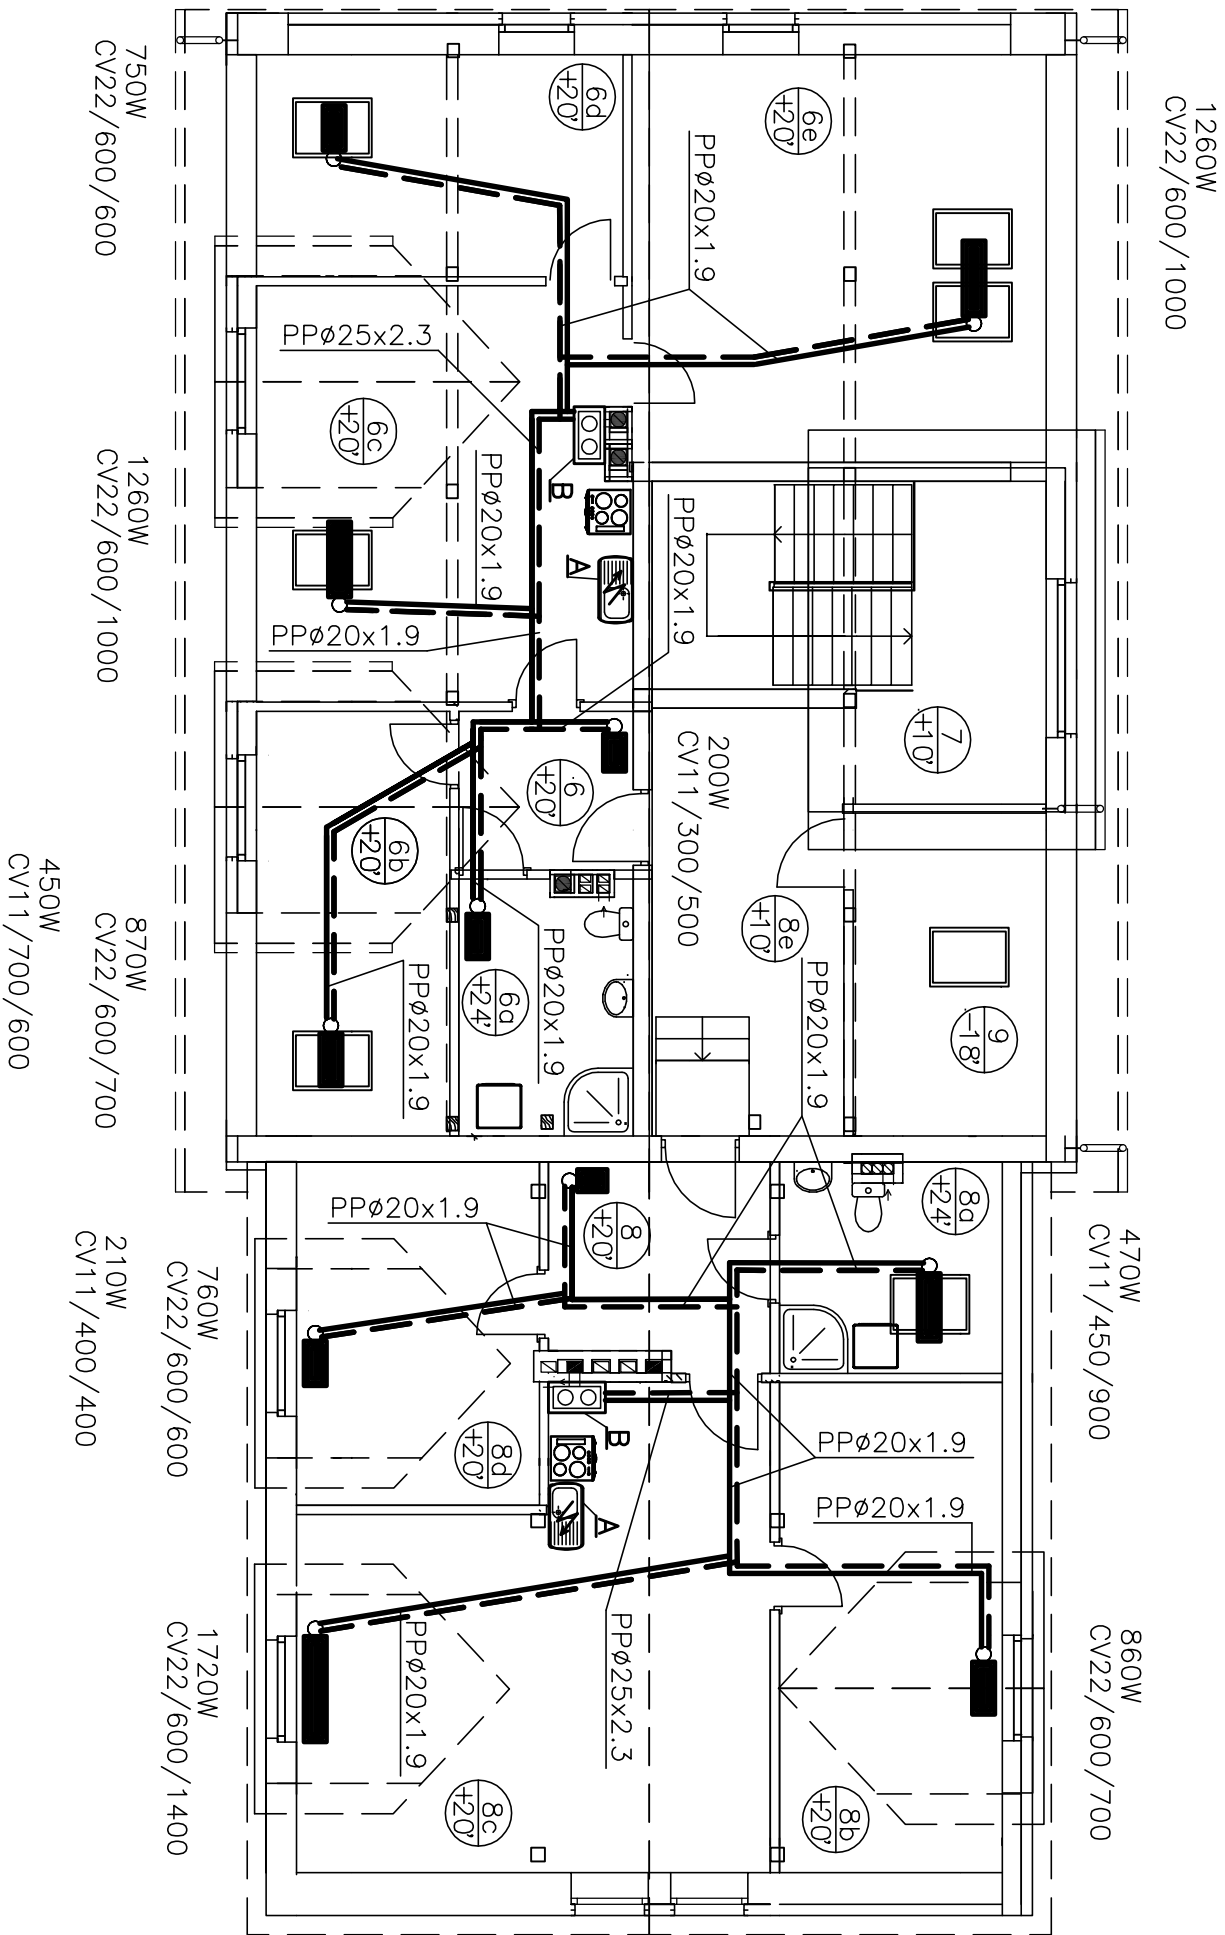 1260W
CV22/600/1000
470W
CV11/450/900
860W
CV22/600/700
9
-18'
8a
+24'
7
+10'
PPø20x1.9
PPø20x1.9
8b
+20'
6e
+20'
PPø20x1.9
8e
+10'
PPø20x1.9
200W
CV11/300/500
PPø20x1.9
8
+20'
B
A
PPø25x2.3
6d
+20'
A
B
6
+20'
PPø20x1.9
PPø20x1.9
6a
+24'
8d
+20'
8c
+20'
PPø25x2.3
6c
+20'
6b
+20'
PPø20x1.9
PPø20x1.9
PPø20x1.9
PPø20x1.9
750W
CV22/600/600
1260W
CV22/600/1000
870W
CV22/600/700
450W
CV11/700/600
760W
CV22/600/600
210W
CV11/400/400
1720W
CV22/600/1400